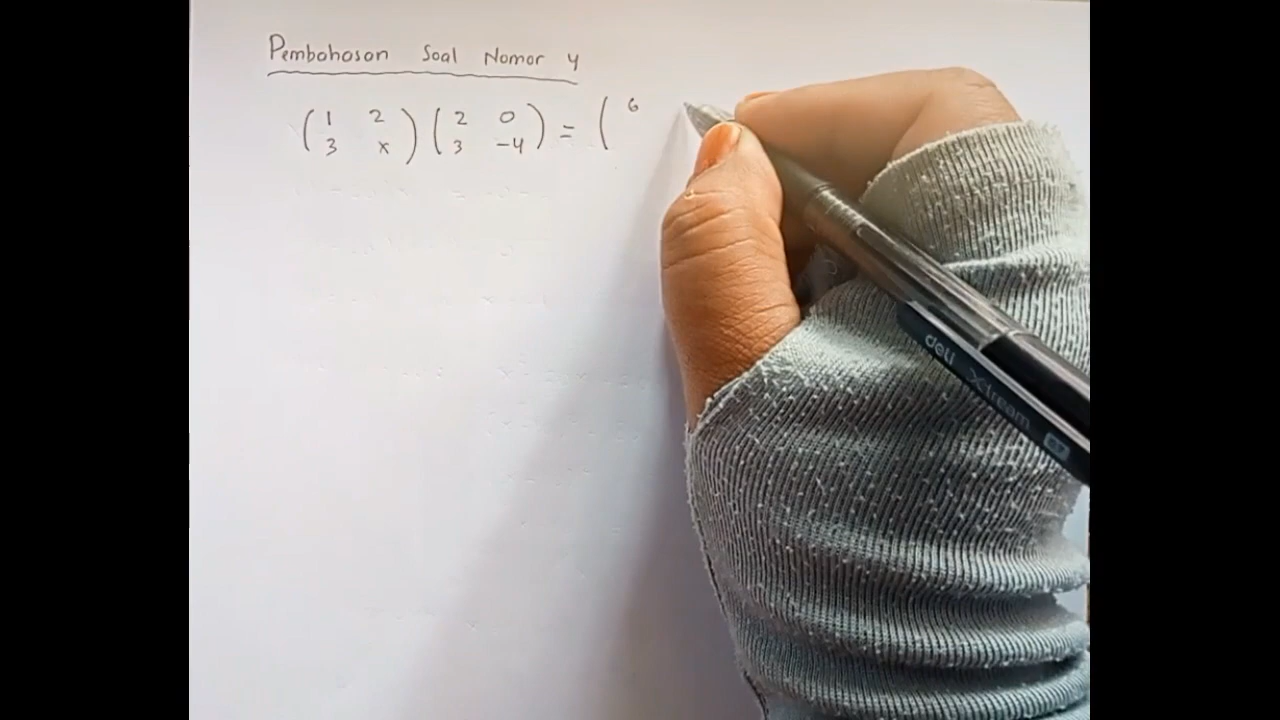 Pembahasan Soal Nomor 4
( 1 2 ) ( 2 0 ) = ( 6
3 x 3 -4
deli Xtream